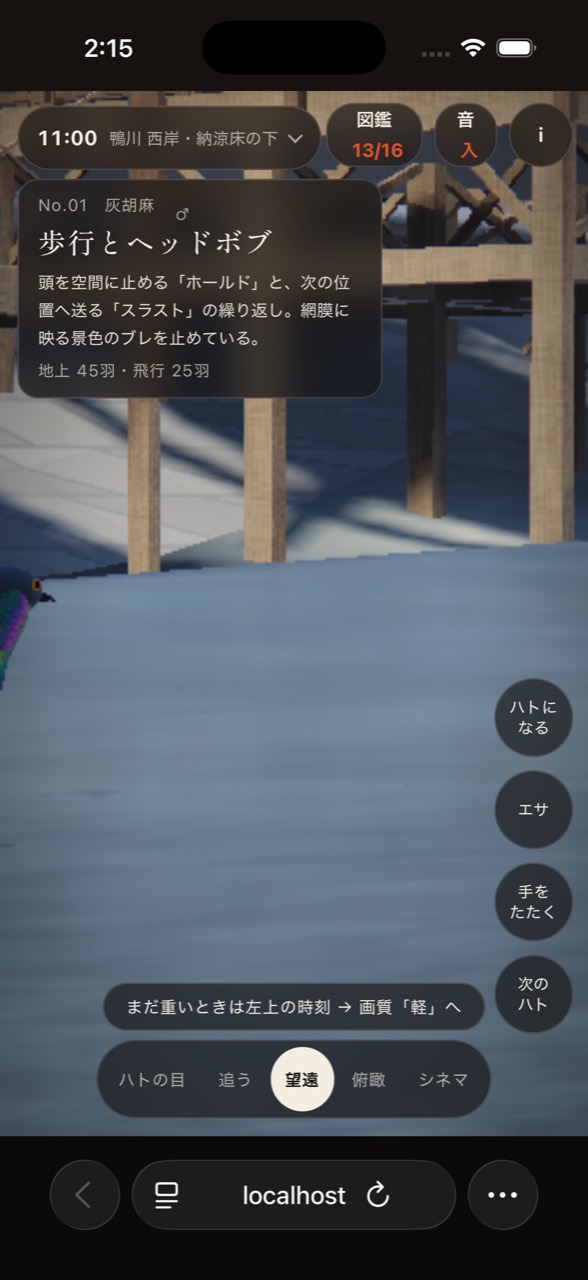 2:15
11:00 鴨川 西岸・納涼床の下
図鑑
13/16
音
入
i
No.01 灰胡麻 ♂
歩行とヘッドボブ
頭を空間に止める「ホールド」と、次の位
置へ送る「スラスト」の繰り返し。網膜に
映る景色のブレを止めている。
地上 45羽・飛行 25羽
ハトに
なる
エサ
手を
たたく
次の
ハト
まだ重いときは左上の時刻 → 画質「軽」へ
ハトの目 追う 望遠 俯瞰 シネマ
localhost